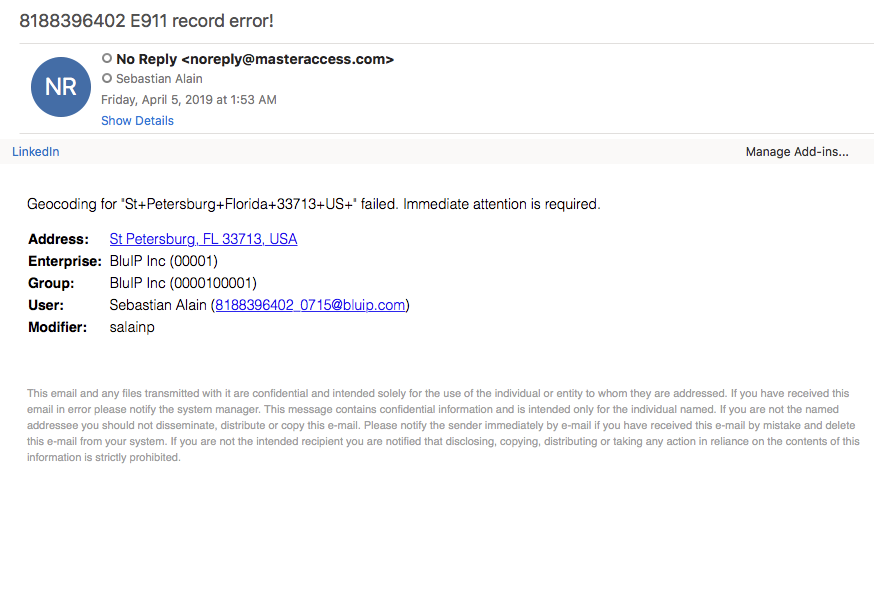 8188396402 E911 record error!
NR
No Reply <noreply@masteraccess.com>
Sebastian Alain
Friday, April 5, 2019 at 1:53 AM
Show Details
LinkedIn
Manage Add-ins...
Geocoding for "St+Petersburg+Florida+33713+US+" failed. Immediate attention is required.
Address: St Petersburg, FL 33713, USA
Enterprise: BluIP Inc (00001)
Group: BluIP Inc (0000100001)
User: Sebastian Alain (8188396402_0715@bluip.com)
Modifier: salainp
This email and any files transmitted with it are confidential and intended solely for the use of the individual or entity to whom they are addressed. If you have received this
email in error please notify the system manager. This message contains confidential information and is intended only for the individual named. If you are not the named
addressee you should not disseminate, distribute or copy this e-mail. Please notify the sender immediately by e-mail if you have received this e-mail by mistake and delete
this e-mail from your system. If you are not the intended recipient you are notified that disclosing, copying, distributing or taking any action in reliance on the contents of this
information is strictly prohibited.